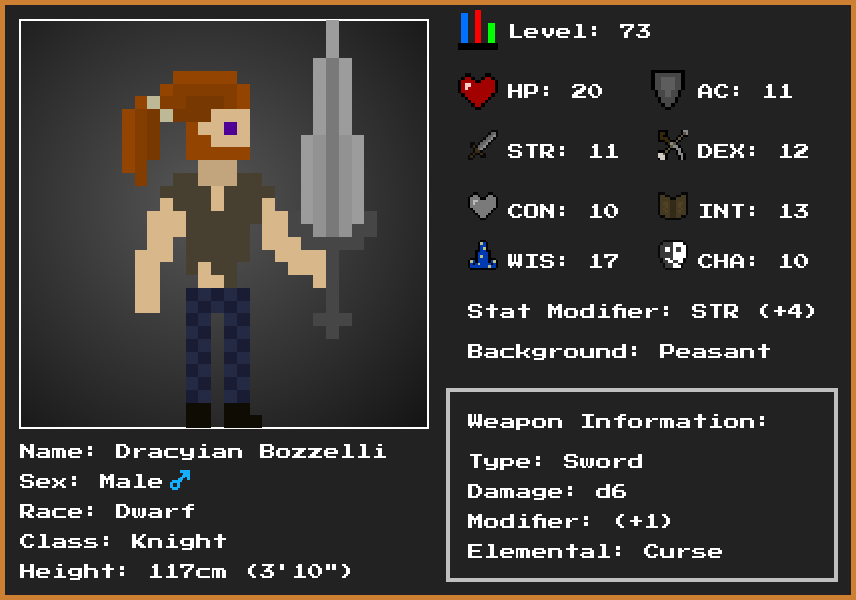 Level: 73
HP: 20 AC: 11
STR: 11 DEX: 12
CON: 10 INT: 13
WIS: 17 CHA: 10
Stat Modifier: STR (+4)
Background: Peasant
Weapon Information:
Type: Sword
Damage: d6
Modifier: (+1)
Elemental: Curse
Name: Dracyian Bozzelli
Sex: Male ♂
Race: Dwarf
Class: Knight
Height: 117cm (3'10")